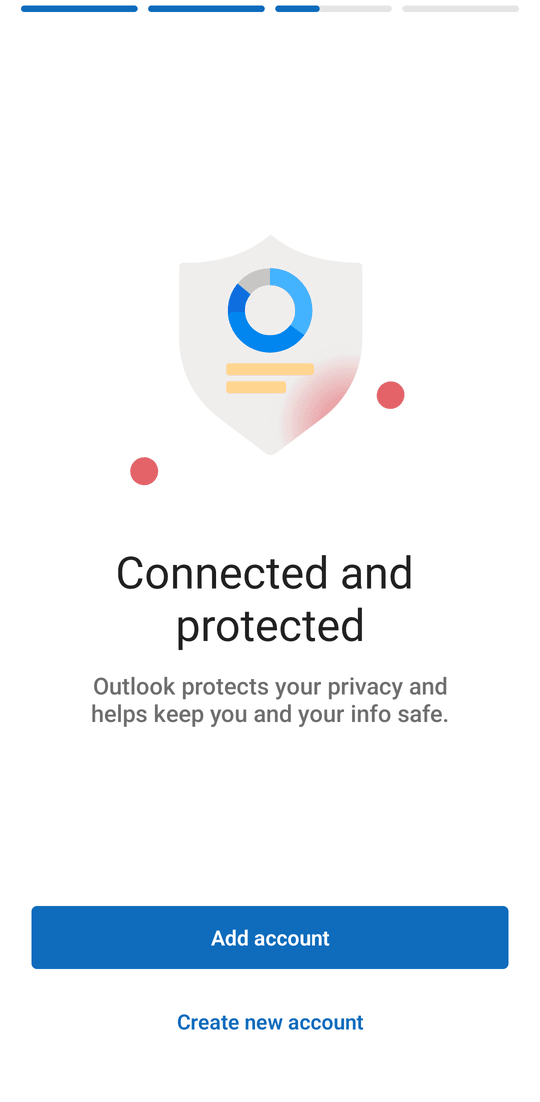 Connected and
protected
Outlook protects your privacy and
helps keep you and your info safe.
Add account
Create new account